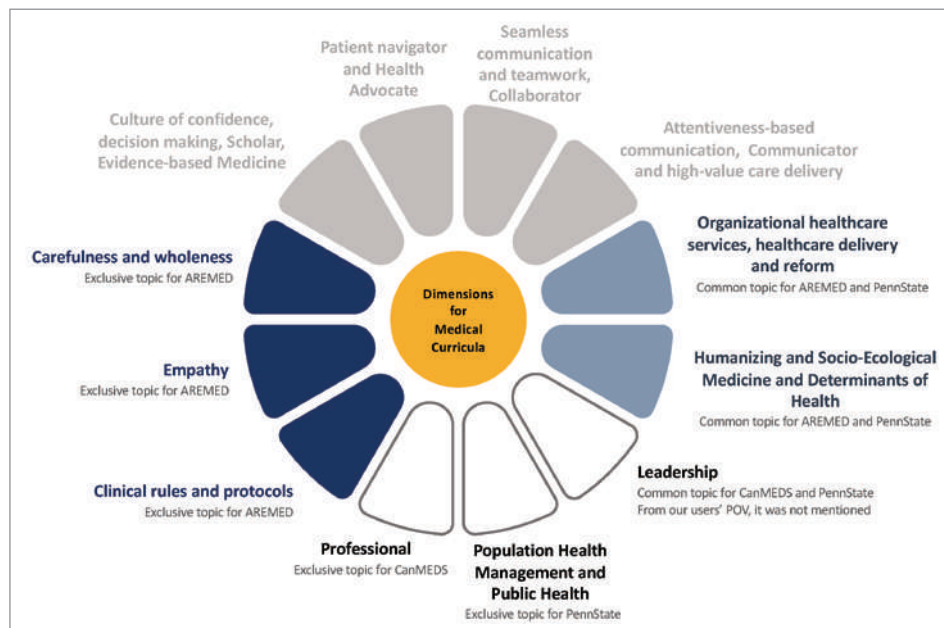 Seamless
communication
and teamwork,
Collaborator
Patient navigator
and Health
Advocate
Culture of confidence,
decision making, Scholar,
Evidence-based Medicine
Attentiveness-based
communication, Communicator
and high-value care delivery
Carefulness and wholeness
Exclusive topic for AREMED
Organizational healthcare
services, healthcare delivery
and reform
Common topic for AREMED and PennState
Dimensions
for
Medical
Curricula
Empathy
Exclusive topic for AREMED
Humanizing and Socio-Ecological
Medicine and Determinants of
Health
Common topic for AREMED and PennState
Clinical rules and protocols
Exclusive topic for AREMED
Leadership
Common topic for CanMEDS and PennState
From our users' POV, it was not mentioned
Professional
Exclusive topic for CanMEDS
Population Health
Management and
Public Health
Exclusive topic for PennState